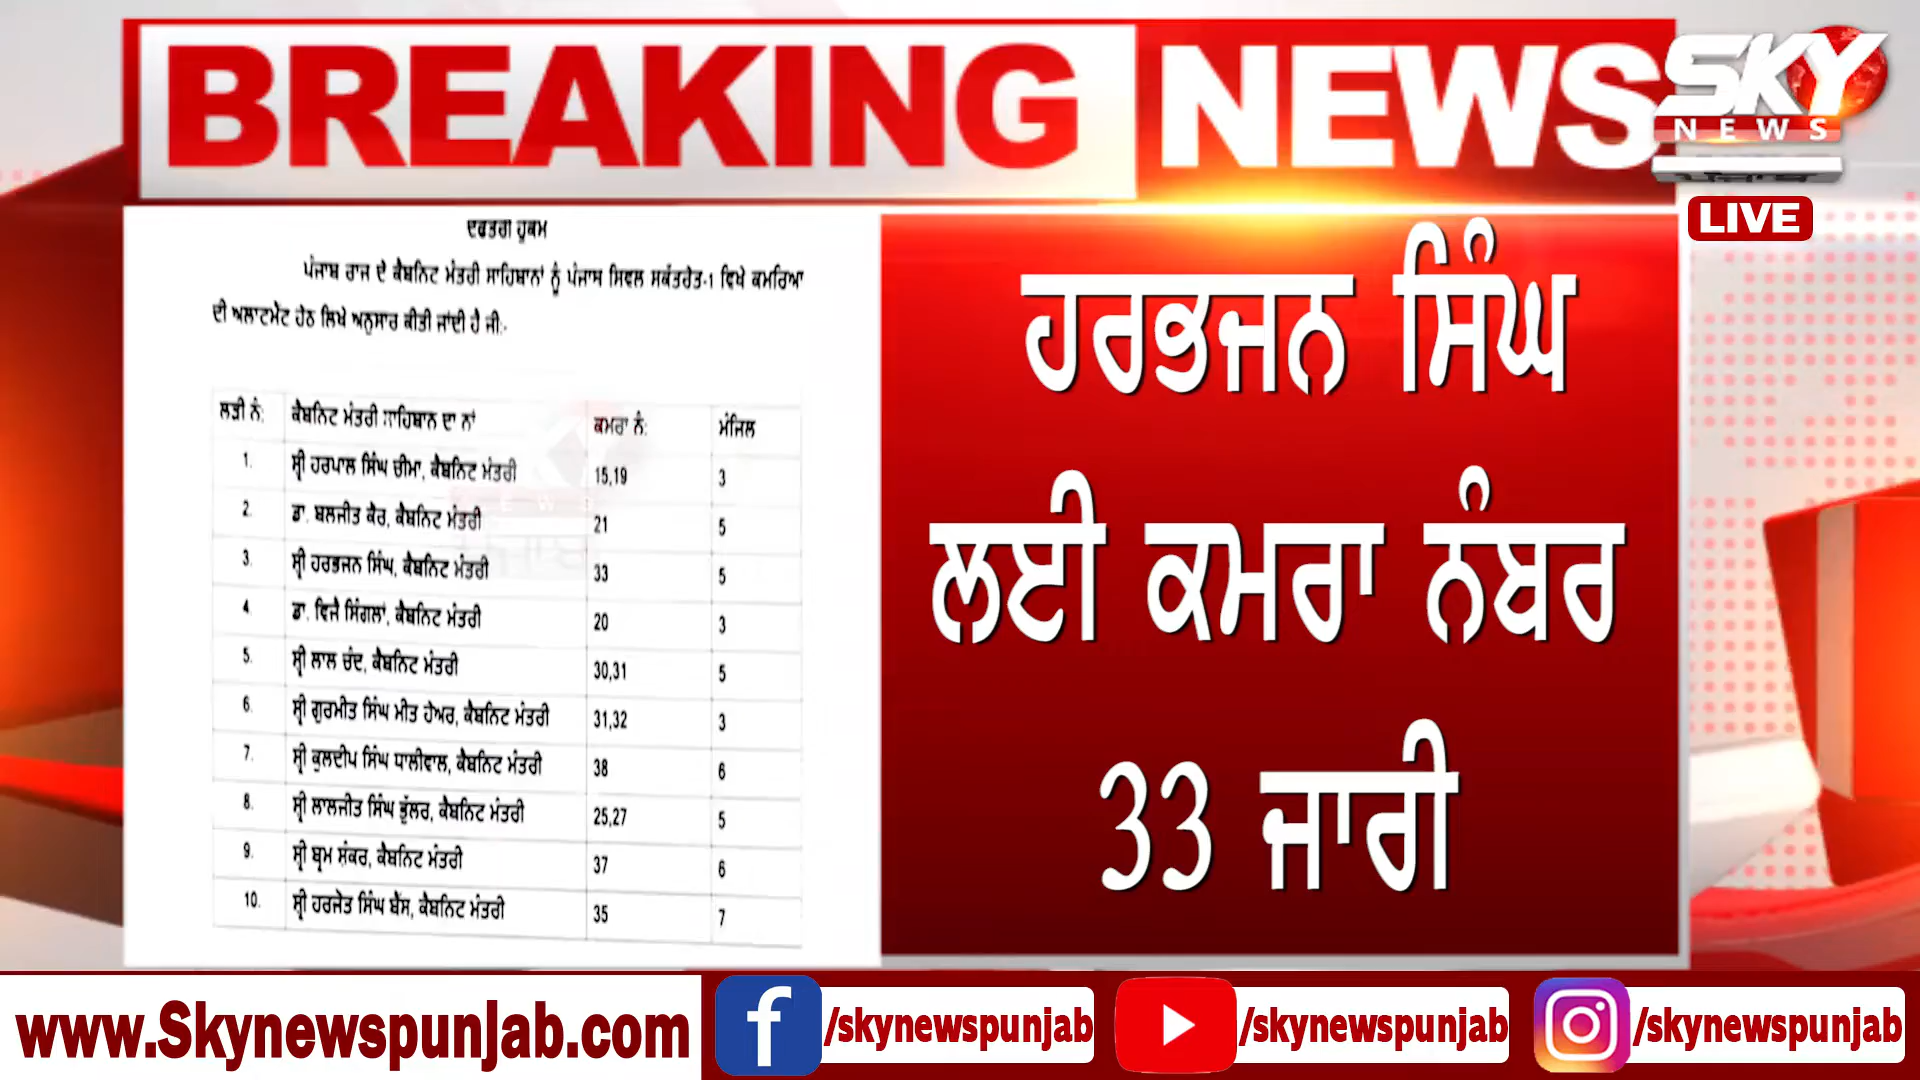 BREAKING NEWS
SKY
NEWS
LIVE
ਦਫਤਰੀ ਹੁਕਮ
ਪੰਜਾਬ ਰਾਜ ਦੇ ਕੈਬਨਿਟ ਮੰਤਰੀ ਸਾਹਿਬਾਨਾਂ ਨੂੰ ਪੰਜਾਬ ਸਿਵਲ ਸਕੱਤਰੇਤ-1 ਵਿਖੇ ਕਮਰਿਆ
ਦੀ ਅਲਾਟਮੈਂਟ ਹੇਠ ਲਿਖੇ ਅਨੁਸਾਰ ਕੀਤੀ ਜਾਂਦੀ ਹੈ ਜੀ:-
ਲੜੀ ਨੰ: ਕੈਬਨਿਟ ਮੰਤਰੀ ਸਾਹਿਬਾਨ ਦਾ ਨਾਂ ਕਮਰਾ ਨੰ: ਮੰਜਿਲ
1. ਸ੍ਰੀ ਹਰਪਾਲ ਸਿੰਘ ਚੀਮਾ, ਕੈਬਨਿਟ ਮੰਤਰੀ 15,19 3
2. ਡਾ. ਬਲਜੀਤ ਕੌਰ, ਕੈਬਨਿਟ ਮੰਤਰੀ 21 5
3. ਸ੍ਰੀ ਹਰਭਜਨ ਸਿੰਘ, ਕੈਬਨਿਟ ਮੰਤਰੀ 33 5
4 ਡਾ. ਵਿਜੈ ਸਿੰਗਲਾਂ, ਕੈਬਨਿਟ ਮੰਤਰੀ 20 3
5. ਸ੍ਰੀ ਲਾਲ ਚੰਦ, ਕੈਬਨਿਟ ਮੰਤਰੀ 30,31 5
6. ਸ੍ਰੀ ਗੁਰਮੀਤ ਸਿੰਘ ਮੀਤ ਹੇਅਰ, ਕੈਬਨਿਟ ਮੰਤਰੀ 31,32 3
7. ਸ੍ਰੀ ਕੁਲਦੀਪ ਸਿੰਘ ਧਾਲੀਵਾਲ, ਕੈਬਨਿਟ ਮੰਤਰੀ 38 6
8. ਸ੍ਰੀ ਲਾਲਜੀਤ ਸਿੰਘ ਭੁੱਲਰ, ਕੈਬਨਿਟ ਮੰਤਰੀ 25,27 5
9. ਸ੍ਰੀ ਬ੍ਰਮ ਸ਼ੰਕਰ, ਕੈਬਨਿਟ ਮੰਤਰੀ 37 6
10. ਸ੍ਰੀ ਹਰਜੋਤ ਸਿੰਘ ਬੈਂਸ, ਕੈਬਨਿਟ ਮੰਤਰੀ 35 7
ਹਰਭਜਨ ਸਿੰਘ
ਲਈ ਕਮਰਾ ਨੰਬਰ
33 ਜਾਰੀ
www.SkynewspunJab.com /skynewspunjab /skynewspunjab /skynewspunjab